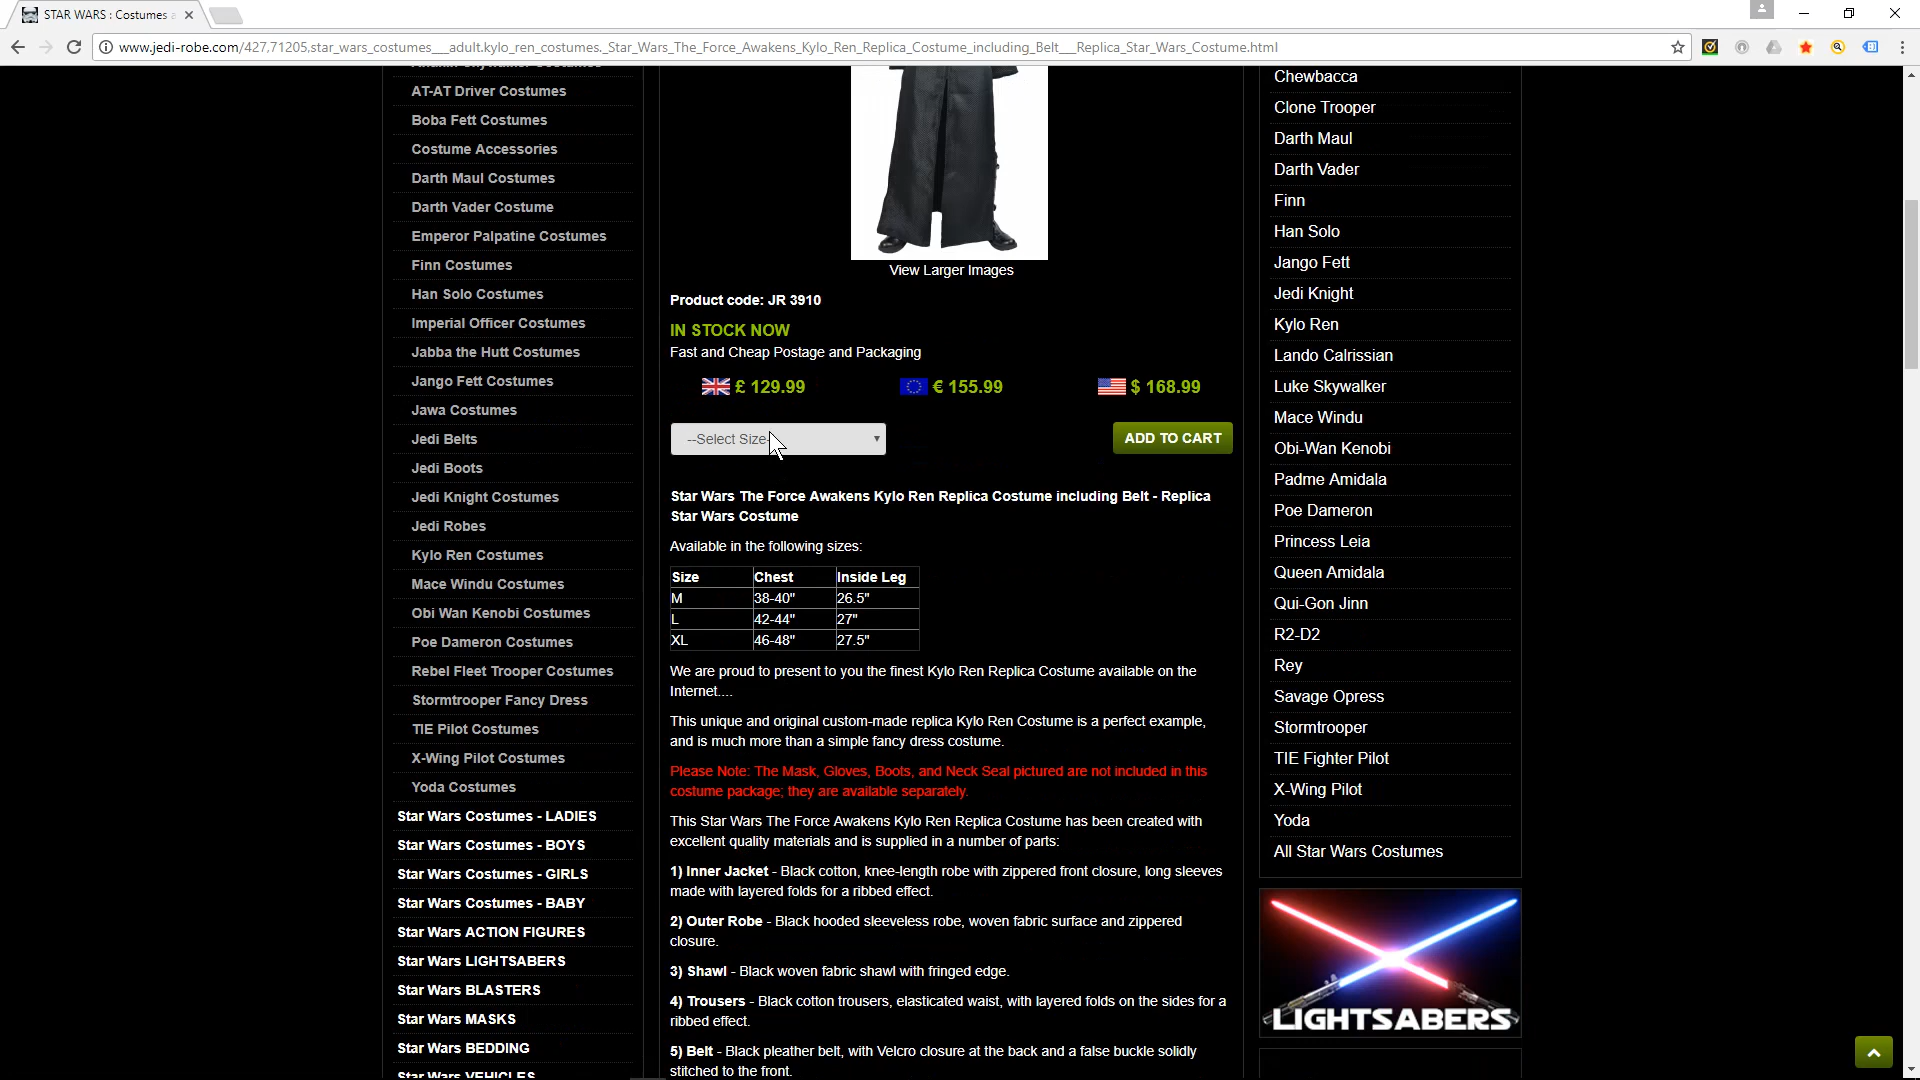 STAR WARS : Costumes a
www.jedi-robe.com/427,71205,star_wars_costumes___adult.kylo_ren_costumes._Star_Wars_The_Force_Awakens_Kylo_Ren_Replica_Costume_including_Belt___Replica_Star_Wars_Costume.html
AT-AT Driver Costumes
Boba Fett Costumes
Costume Accessories
Darth Maul Costumes
Darth Vader Costume
Emperor Palpatine Costumes
Finn Costumes
Han Solo Costumes
Imperial Officer Costumes
Jabba the Hutt Costumes
Jango Fett Costumes
Jawa Costumes
Jedi Belts
Jedi Boots
Jedi Knight Costumes
Jedi Robes
Kylo Ren Costumes
Mace Windu Costumes
Obi Wan Kenobi Costumes
Poe Dameron Costumes
Rebel Fleet Trooper Costumes
Stormtrooper Fancy Dress
TIE Pilot Costumes
X-Wing Pilot Costumes
Yoda Costumes
Star Wars Costumes - LADIES
Star Wars Costumes - BOYS
Star Wars Costumes - GIRLS
Star Wars Costumes - BABY
Star Wars ACTION FIGURES
Star Wars LIGHTSABERS
Star Wars BLASTERS
Star Wars MASKS
Star Wars BEDDING
Star Wars VEHICLES
View Larger Images
Product code: JR 3910
IN STOCK NOW
Fast and Cheap Postage and Packaging
£ 129.99 € 155.99 $ 168.99
--Select Size- ADD TO CART
Star Wars The Force Awakens Kylo Ren Replica Costume including Belt - Replica
Star Wars Costume
Available in the following sizes:
Size Chest Inside Leg
M 38-40" 26.5"
L 42-44" 27"
XL 46-48" 27.5"
We are proud to present to you the finest Kylo Ren Replica Costume available on the
Internet....
This unique and original custom-made replica Kylo Ren Costume is a perfect example,
and is much more than a simple fancy dress costume.
Please Note: The Mask, Gloves, Boots, and Neck Seal pictured are not included in this
costume package; they are available separately.
This Star Wars The Force Awakens Kylo Ren Replica Costume has been created with
excellent quality materials and is supplied in a number of parts:
1) Inner Jacket - Black cotton, knee-length robe with zippered front closure, long sleeves
made with layered folds for a ribbed effect.
2) Outer Robe - Black hooded sleeveless robe, woven fabric surface and zippered
closure.
3) Shawl - Black woven fabric shawl with fringed edge.
4) Trousers - Black cotton trousers, elasticated waist, with layered folds on the sides for a
ribbed effect.
5) Belt - Black pleather belt, with Velcro closure at the back and a false buckle solidly
stitched to the front.
Chewbacca
Clone Trooper
Darth Maul
Darth Vader
Finn
Han Solo
Jango Fett
Jedi Knight
Kylo Ren
Lando Calrissian
Luke Skywalker
Mace Windu
Obi-Wan Kenobi
Padme Amidala
Poe Dameron
Princess Leia
Queen Amidala
Qui-Gon Jinn
R2-D2
Rey
Savage Opress
Stormtrooper
TIE Fighter Pilot
X-Wing Pilot
Yoda
All Star Wars Costumes
LIGHTSABERS